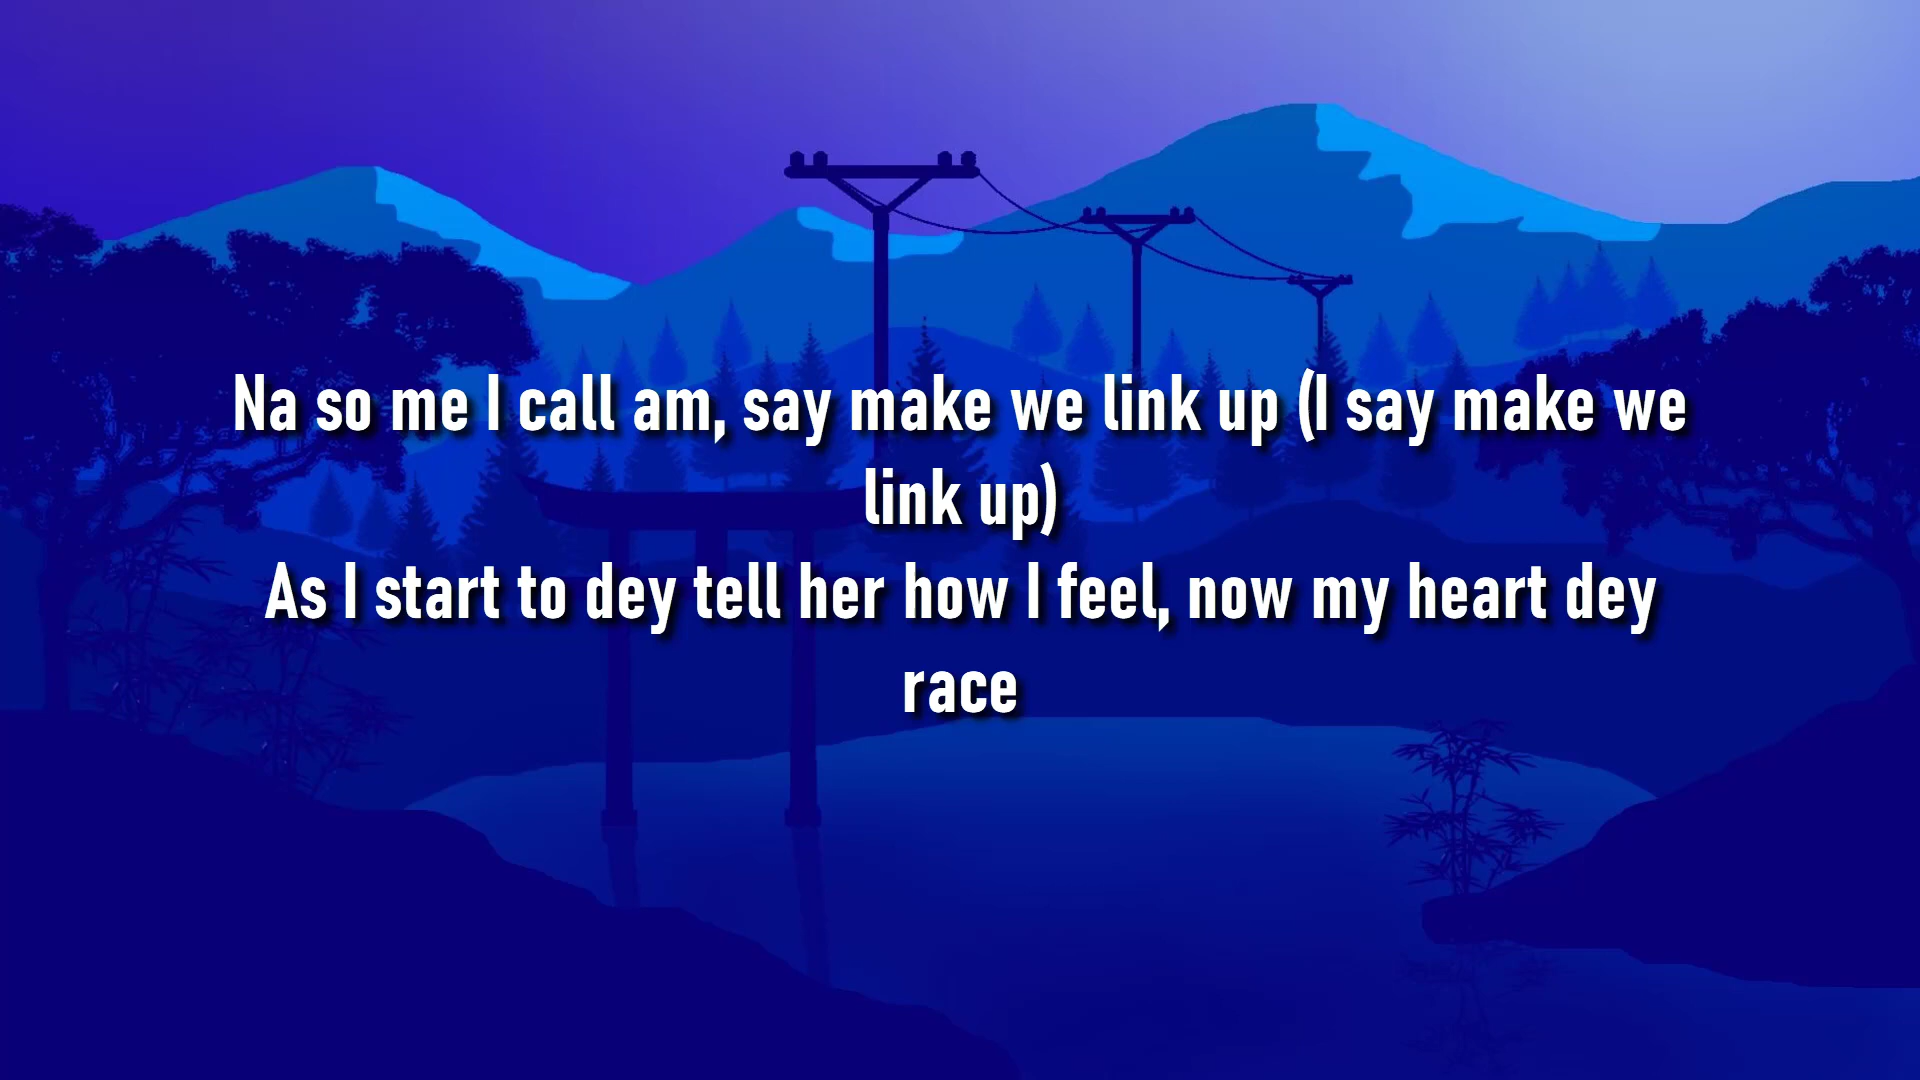 Na so me I call am, say make we link up (I say make we
link up)
As I start to dey tell her how I feel, now my heart dey
race